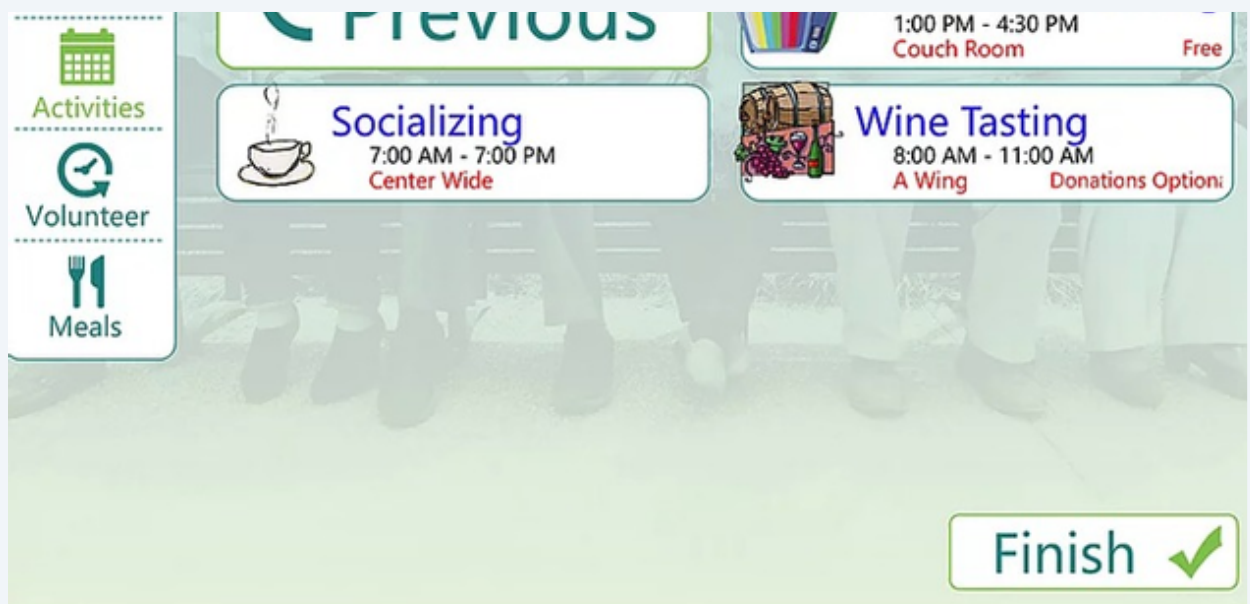 Previous
1:00 PM - 4:30 PM
Couch Room Free
Activities
Socializing
7:00 AM - 7:00 PM
Center Wide
Wine Tasting
8:00 AM - 11:00 AM
A Wing Donations Optiona
Volunteer
Meals
Finish